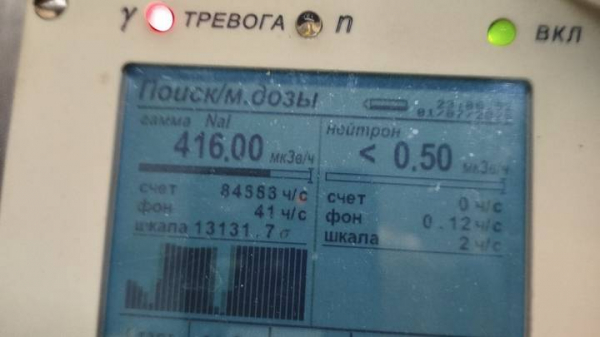 γ ТРЕВОГА n ВКЛ
Поиск/м.дозы
гамма NaI
416.00 мкЗв/ч
счет 84553 ч/с
фон 41 ч/с
шкала 13131.7 σ
нейтрон
< 0.50 мкЗв/ч
счет 0 ч/с
фон 0.12 ч/с
шкала 2 ч/с